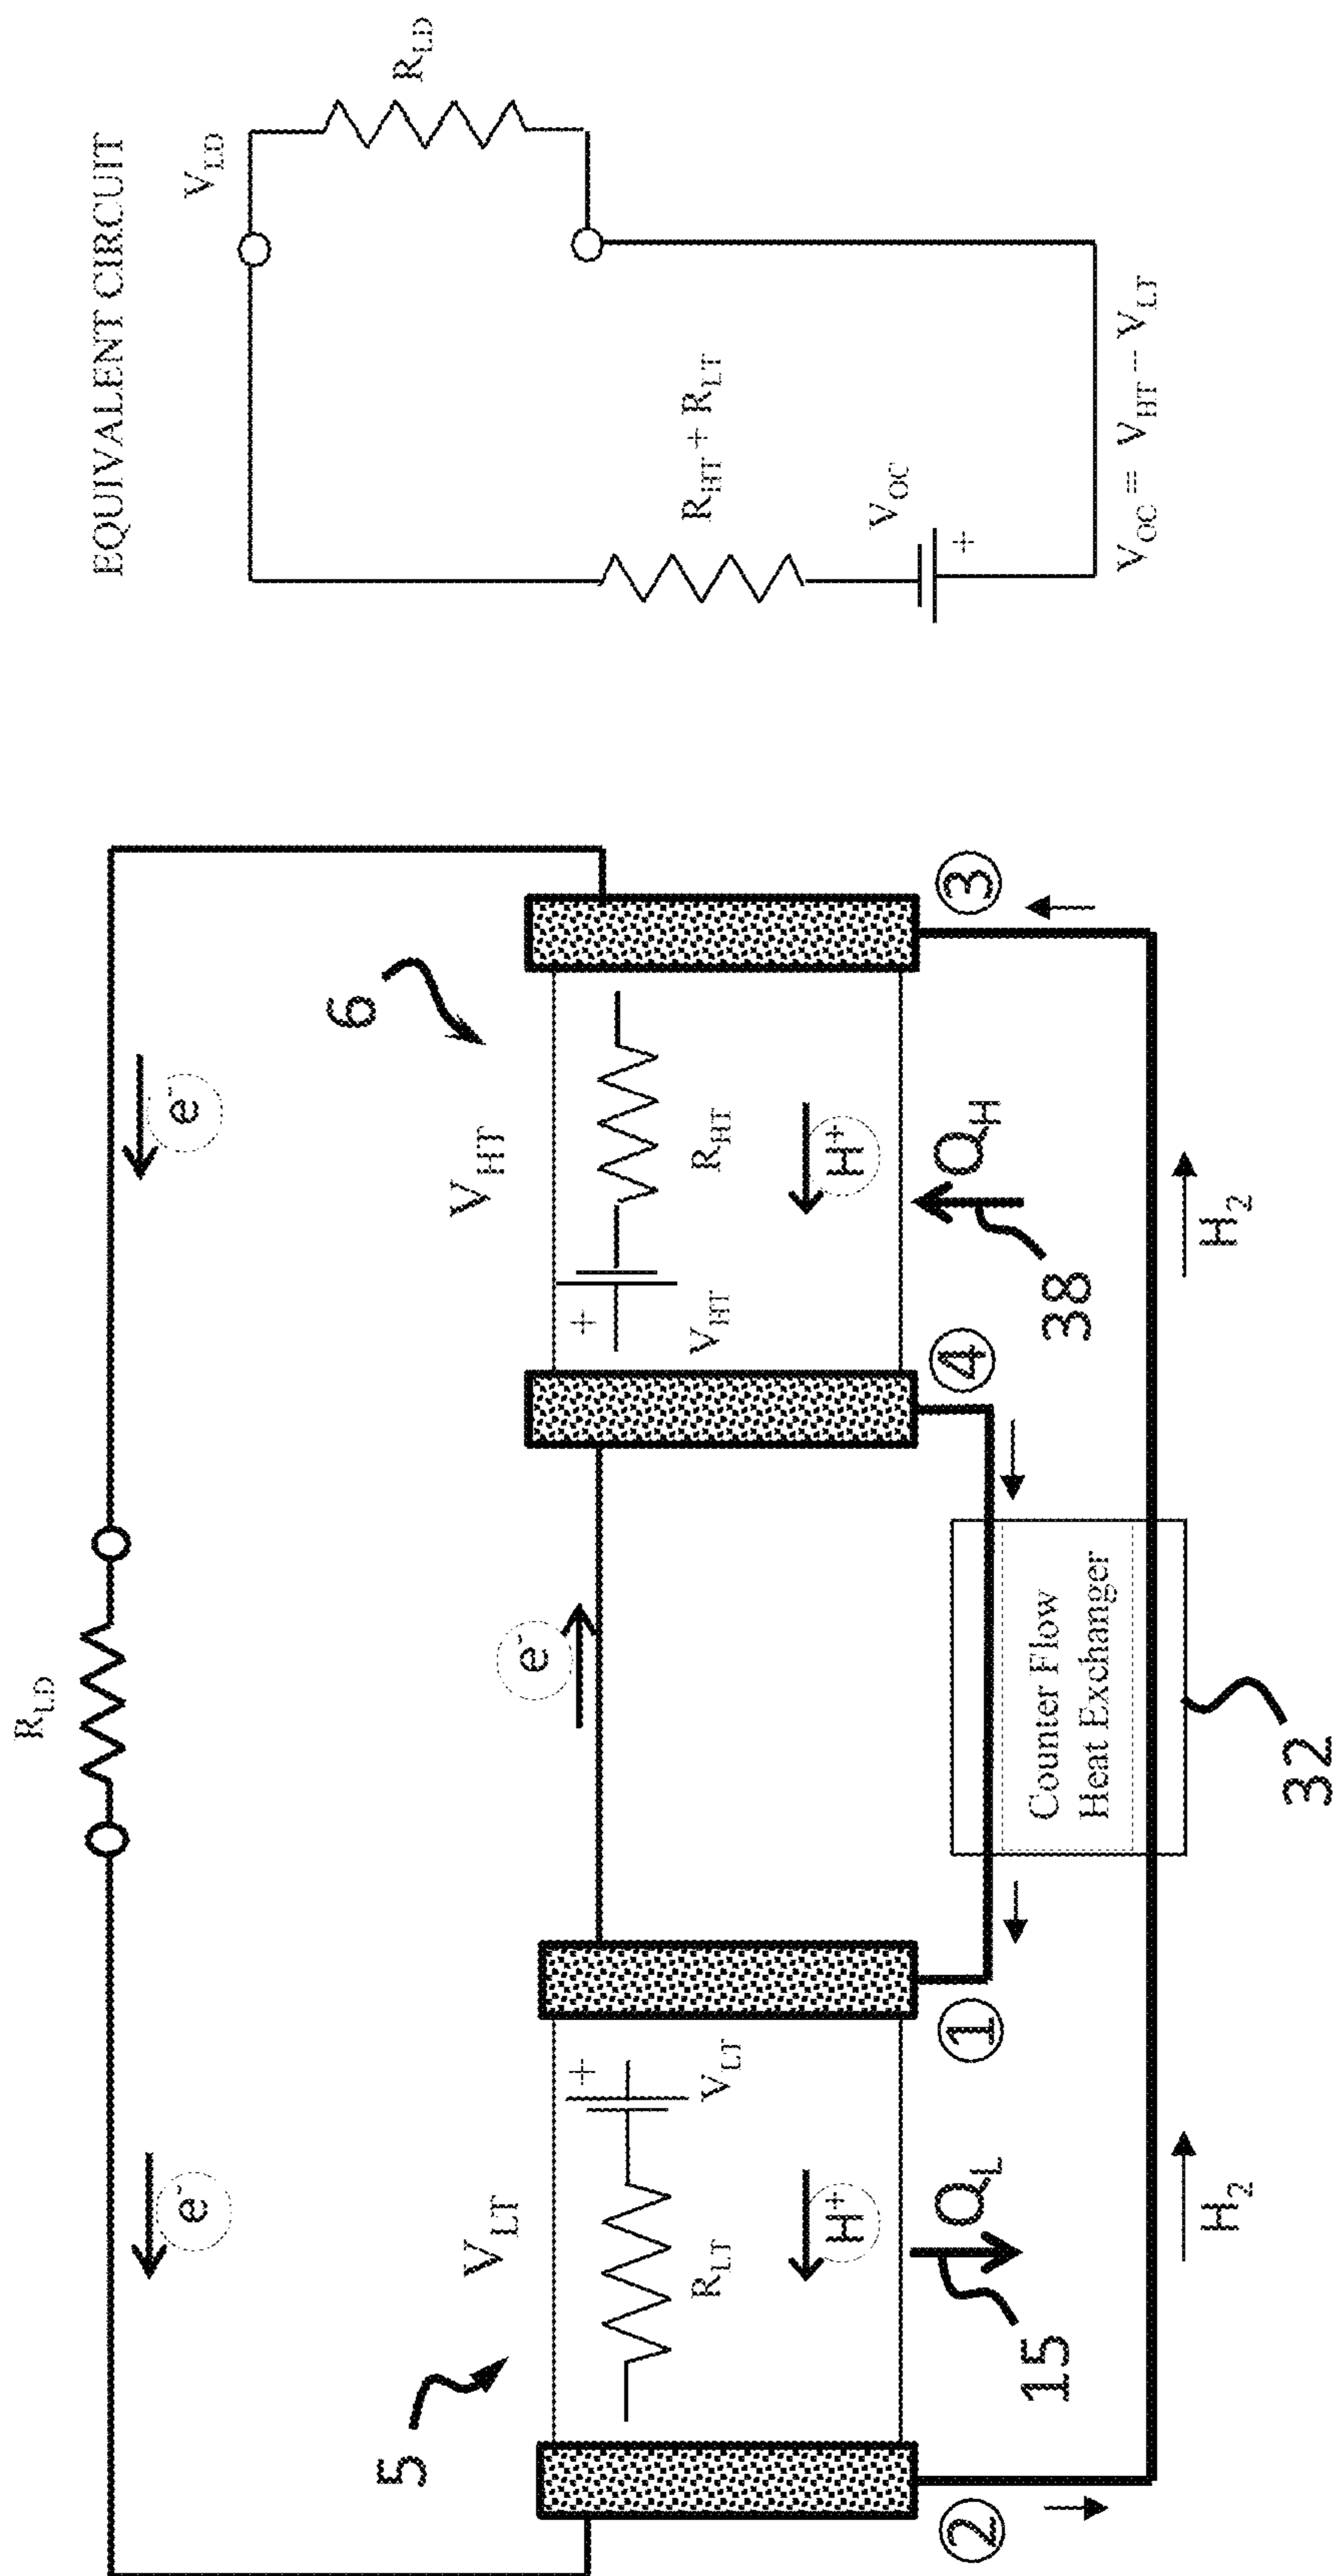 EQUIVALENT CIRCUIT
V_LD
R_LD
R_HT + R_LT
V_OC
+
V_OC = V_HT – V_LT
R_LD
e⁻
e⁻
e⁻
5
V_LT
6
V_HT
+
R_LT
V_LT
H⁺
+
V_HT
R_HT
H⁺
②
①
④
③
15
Q_L
38
Q_H
Counter Flow
Heat Exchanger
H₂
H₂
32